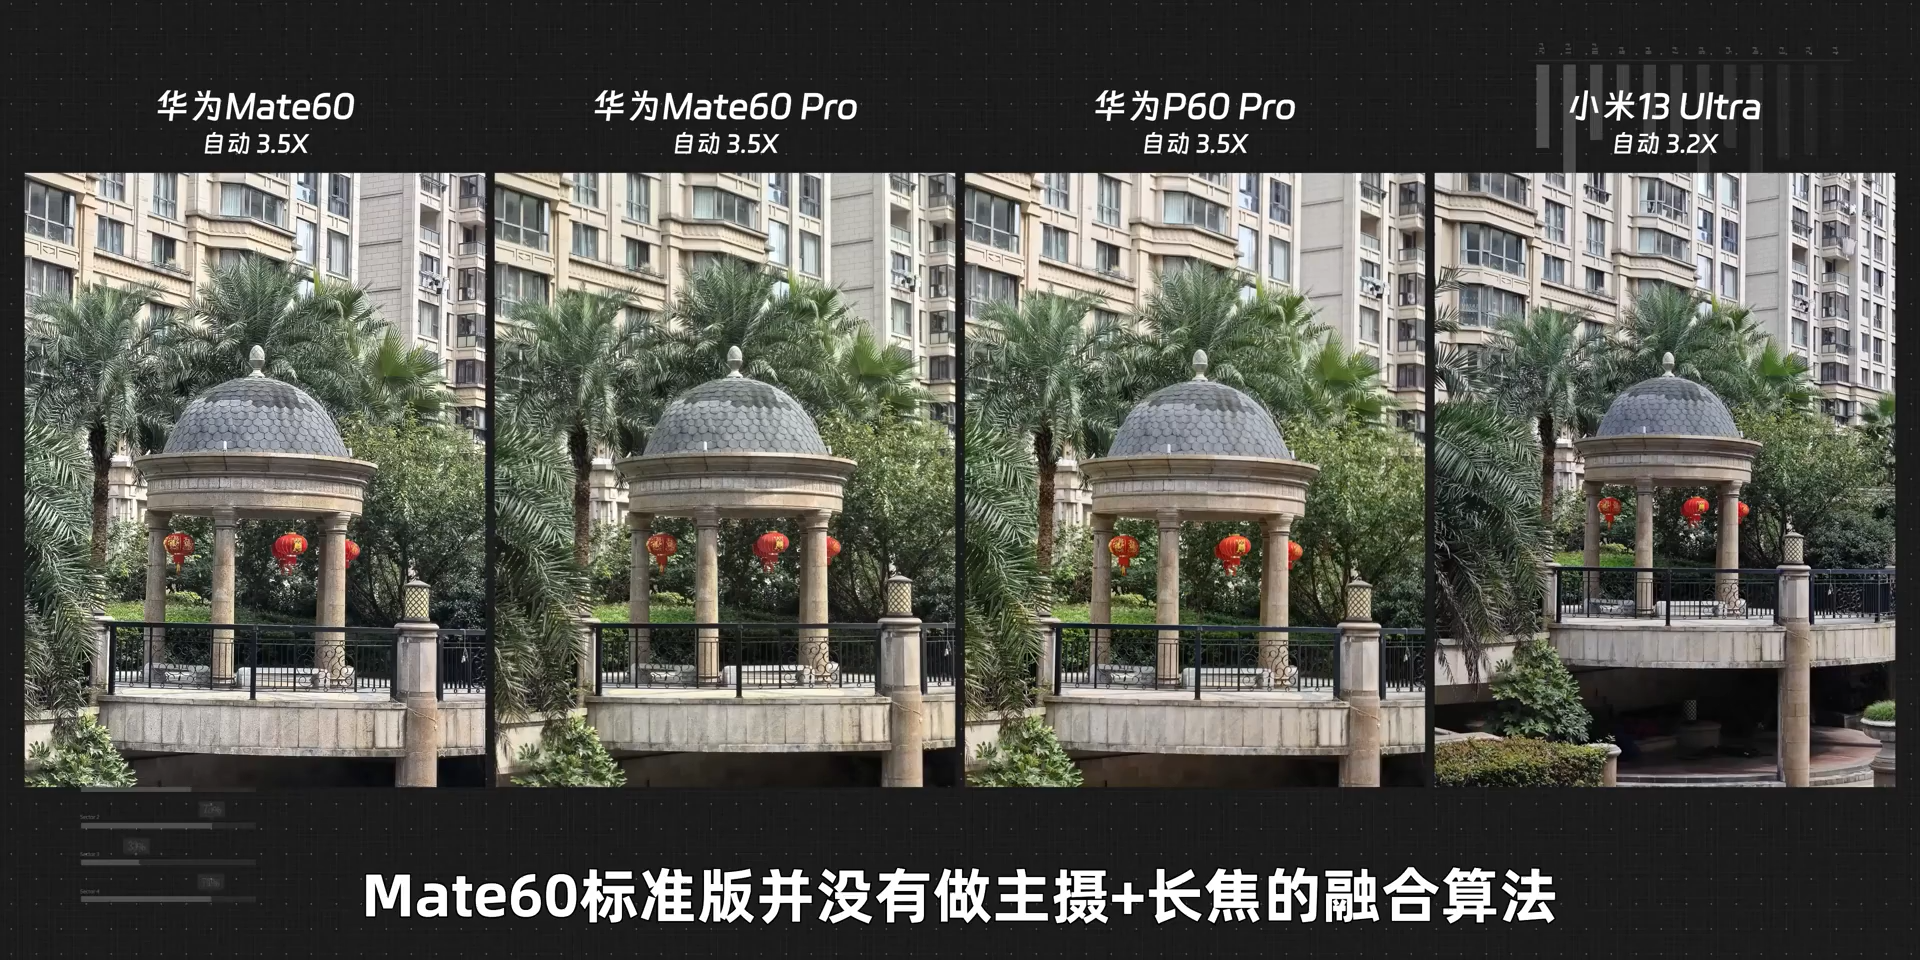 华为Mate60
自动 3.5X
华为Mate60 Pro
自动 3.5X
华为P60 Pro
自动 3.5X
小米13 Ultra
自动 3.2X
Mate60标准版并没有做主摄+长焦的融合算法